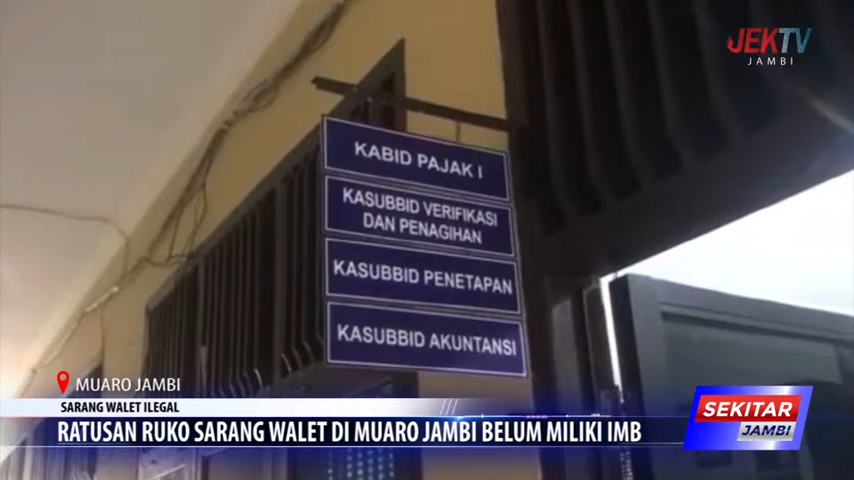 JEKTV
JAMBI
KABID PAJAK I
KASUBBID VERIFIKASI
DAN PENAGIHAN
KASUBBID PENETAPAN
KASUBBID AKUNTANSI
MUARO JAMBI
SARANG WALET ILEGAL
RATUSAN RUKO SARANG WALET DI MUARO JAMBI BELUM MILIKI IMB
SEKITAR
JAMBI